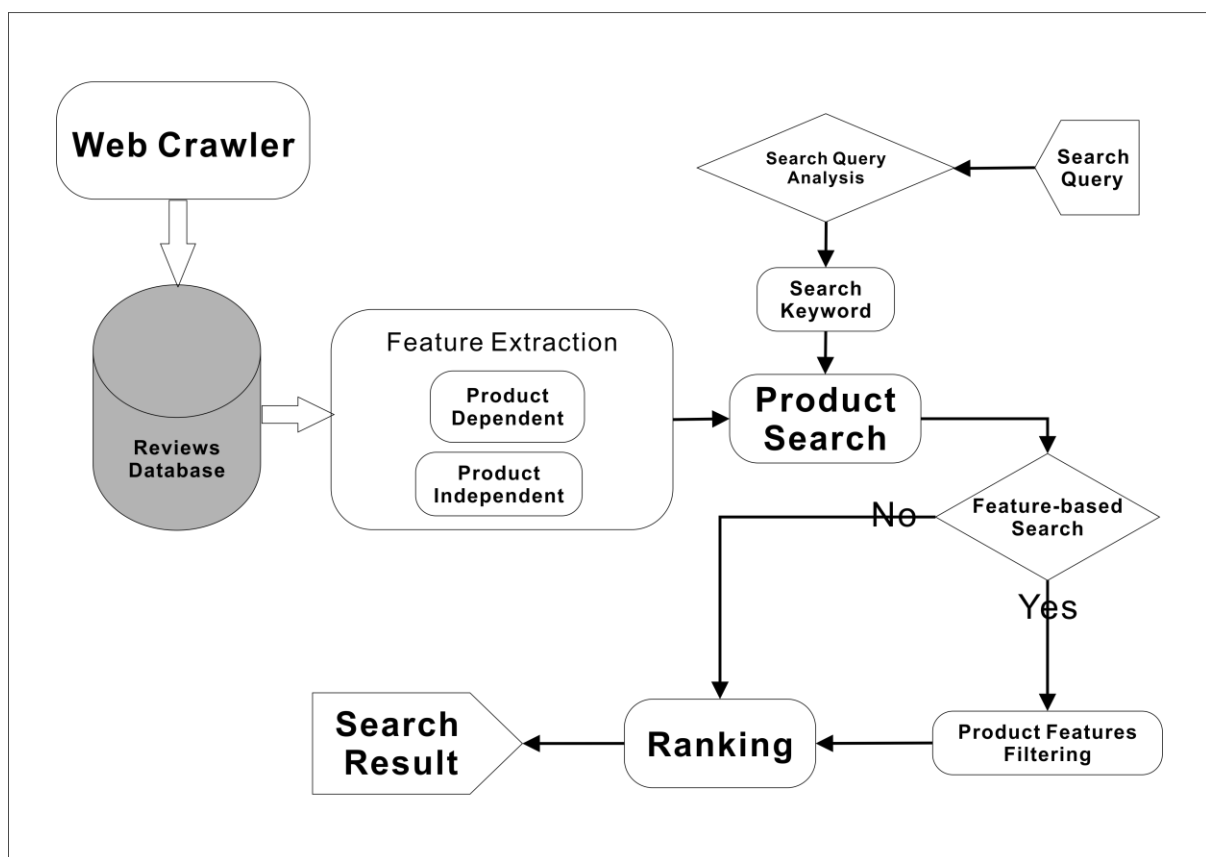 Web Crawler
Search Query
Analysis
Search
Query
Search
Keyword
Feature Extraction
Product
Dependent
Product
Independent
Reviews
Database
Product
Search
Feature-based
Search
No
Yes
Search
Result
Ranking
Product Features
Filtering